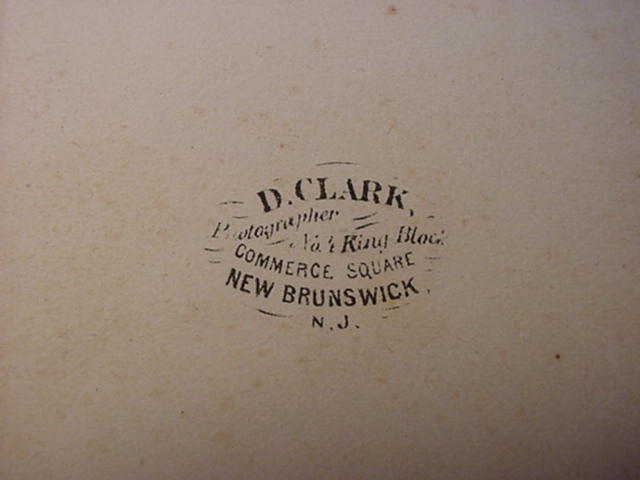 D. CLARK,
Photographer
No. 4 King Block
COMMERCE SQUARE
NEW BRUNSWICK,
N.J.